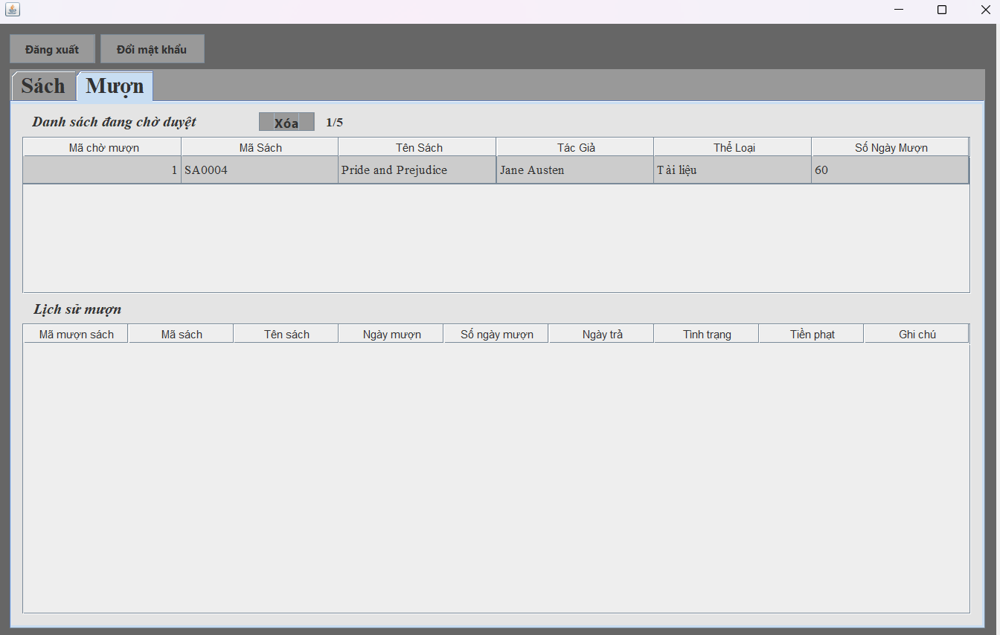 Đăng xuất Đổi mật khẩu
Sách Mượn
Danh sách đang chờ duyệt Xóa 1/5
Mã chờ mượn Mã Sách Tên Sách Tác Giả Thể Loại Số Ngày Mượn
1 SA0004 Pride and Prejudice Jane Austen Tài liệu 60
Lịch sử mượn
Mã mượn sách Mã sách Tên sách Ngày mượn Số ngày mượn Ngày trả Tình trạng Tiền phạt Ghi chú